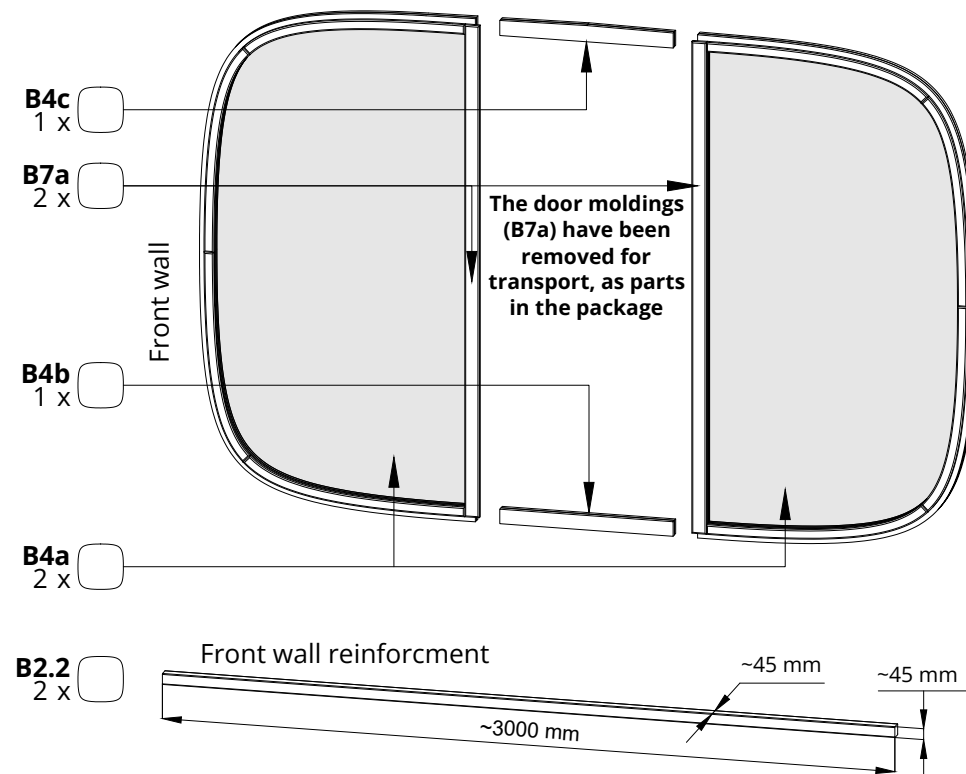 B4c
1 x
B7a
2 x
The door moldings
(B7a) have been
removed for
transport, as parts
in the package
Front wall
B4b
1 x
B4a
2 x
B2.2
2 x
Front wall reinforcment
~45 mm
~45 mm
~3000 mm